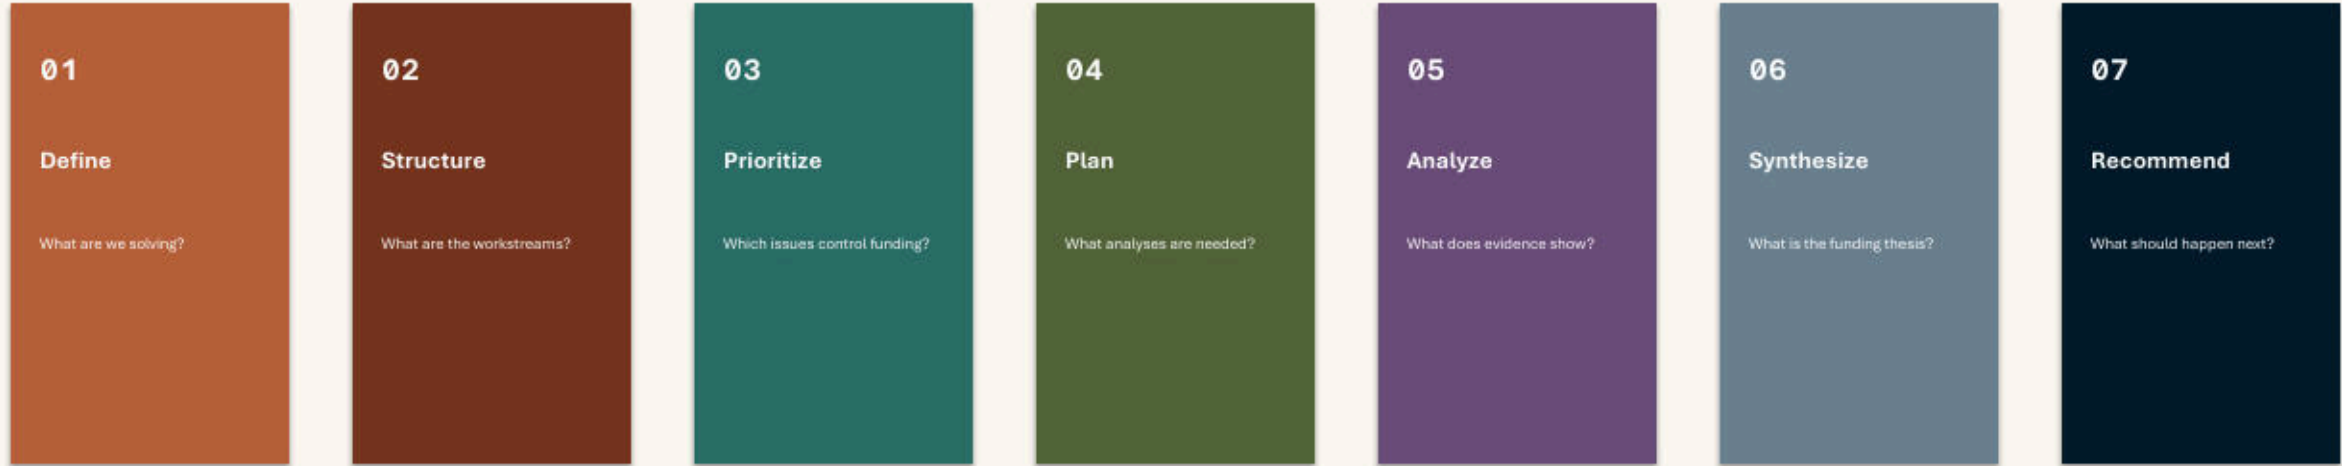 01
Define
What are we solving?
02
Structure
What are the workstreams?
03
Prioritize
Which issues control funding?
04
Plan
What analyses are needed?
05
Analyze
What does evidence show?
06
Synthesize
What is the funding thesis?
07
Recommend
What should happen next?